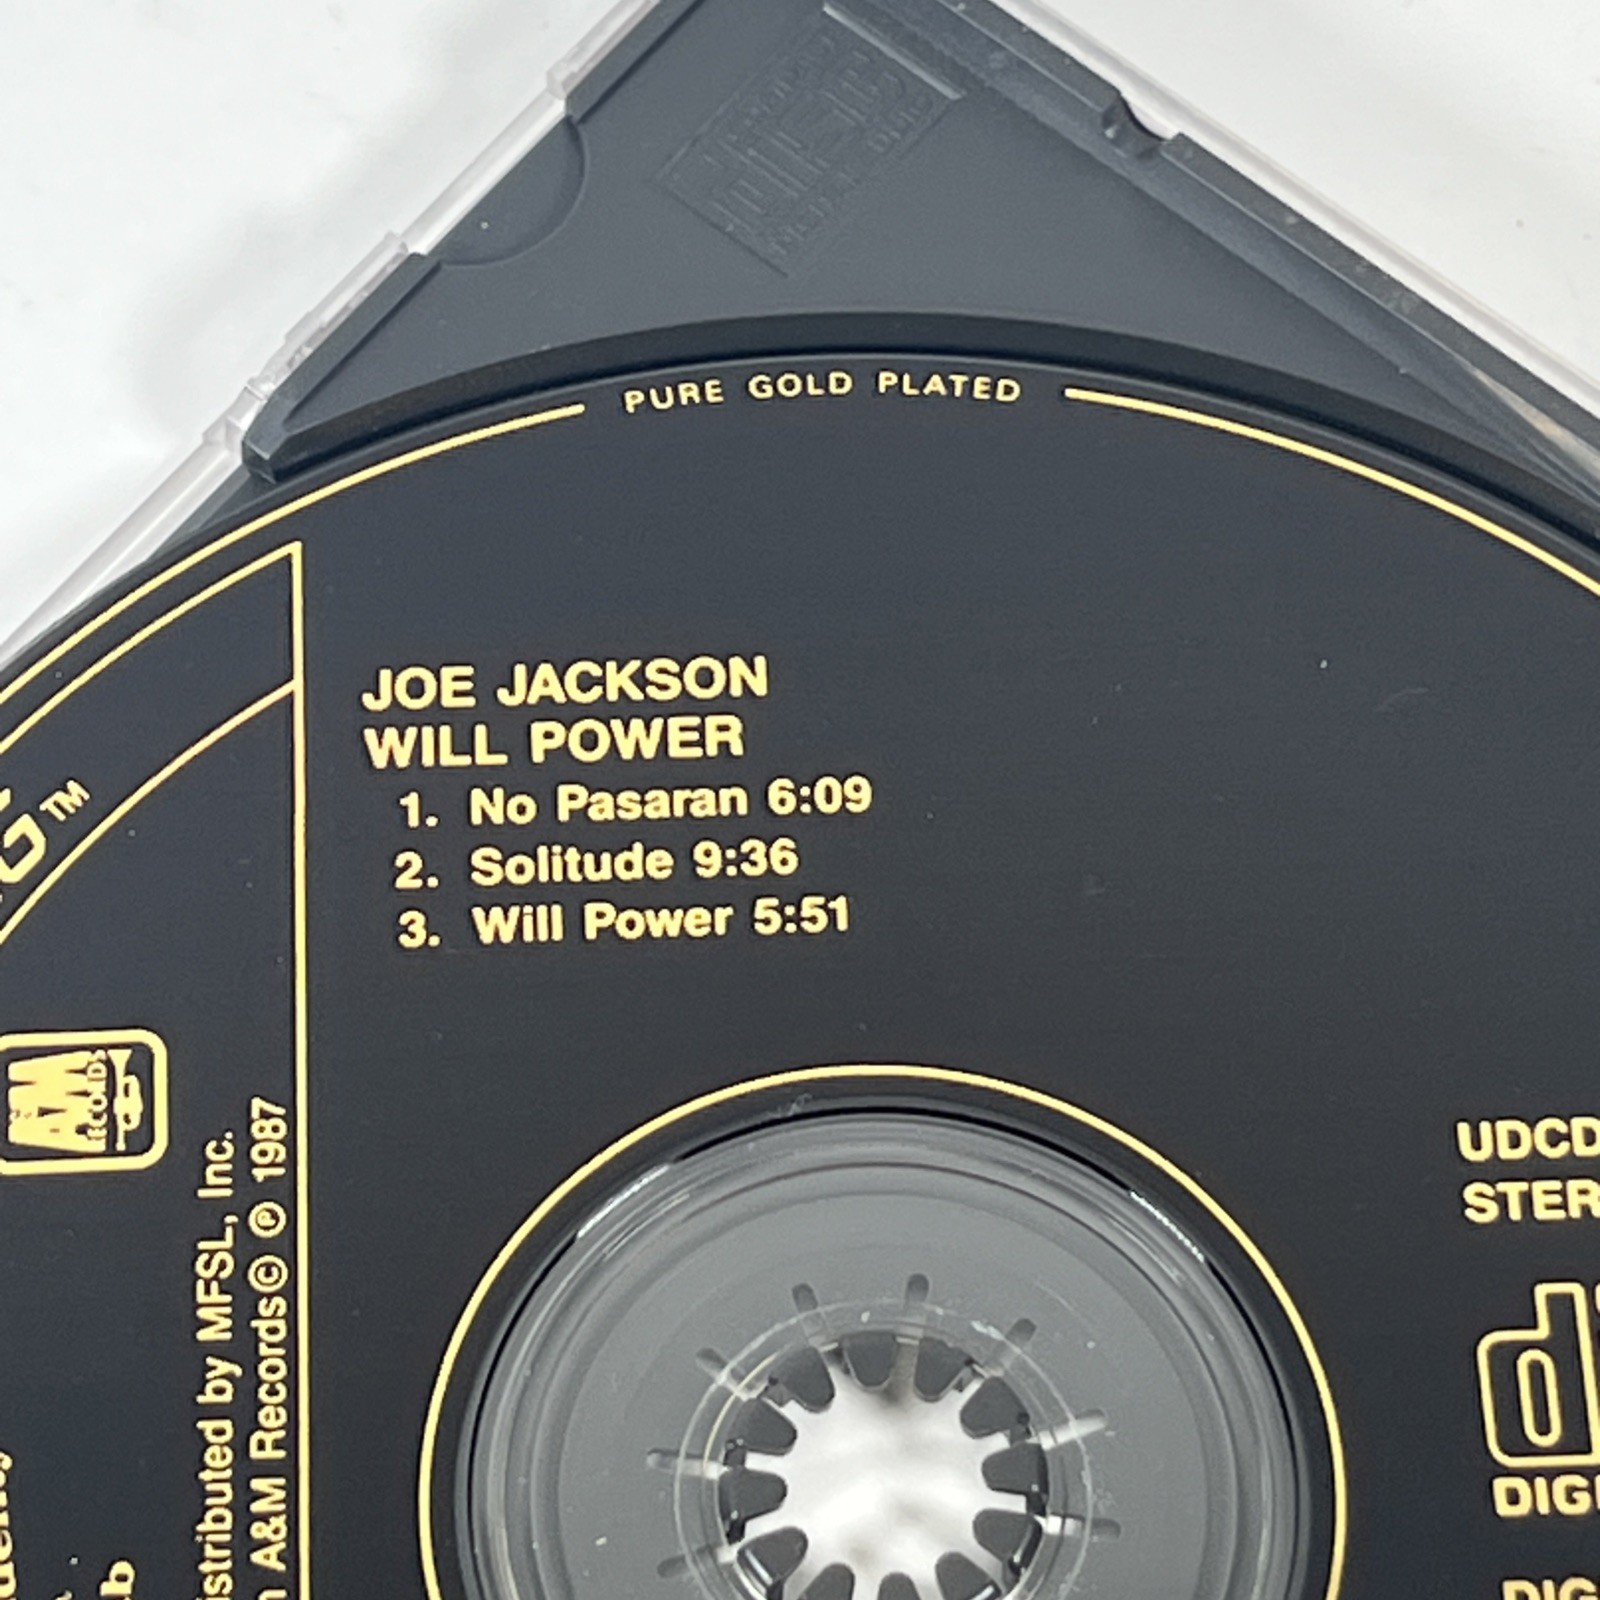 PURE GOLD PLATED
JOE JACKSON
WILL POWER
1. No Pasaran 6:09
2. Solitude 9:36
3. Will Power 5:51
TM
A&M
RECORDS
by MFSL, Inc.
A&M Records © ℗ 1987
UDCD